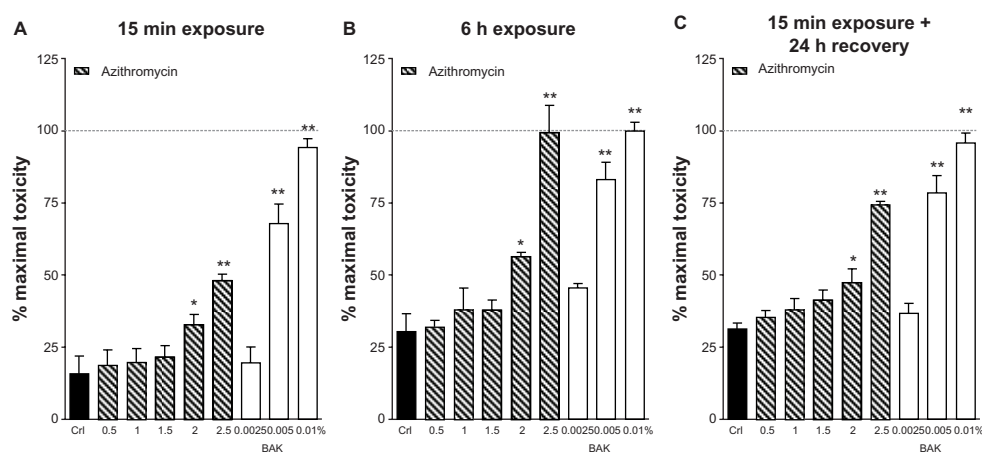 A
15 min exposure
% maximal toxicity
125
100
75
50
25
0
Azithromycin
*
**
**
**
Crl 0.5 1 1.5 2 2.5 0.0025 0.005 0.01%
BAK
B
6 h exposure
% maximal toxicity
125
100
75
50
25
0
Azithromycin
*
**
**
**
Crl 0.5 1 1.5 2 2.5 0.0025 0.005 0.01%
BAK
C
15 min exposure +
24 h recovery
% maximal toxicity
125
100
75
50
25
0
Azithromycin
*
**
**
**
Crl 0.5 1 1.5 2 2.5 0.0025 0.005 0.01%
BAK